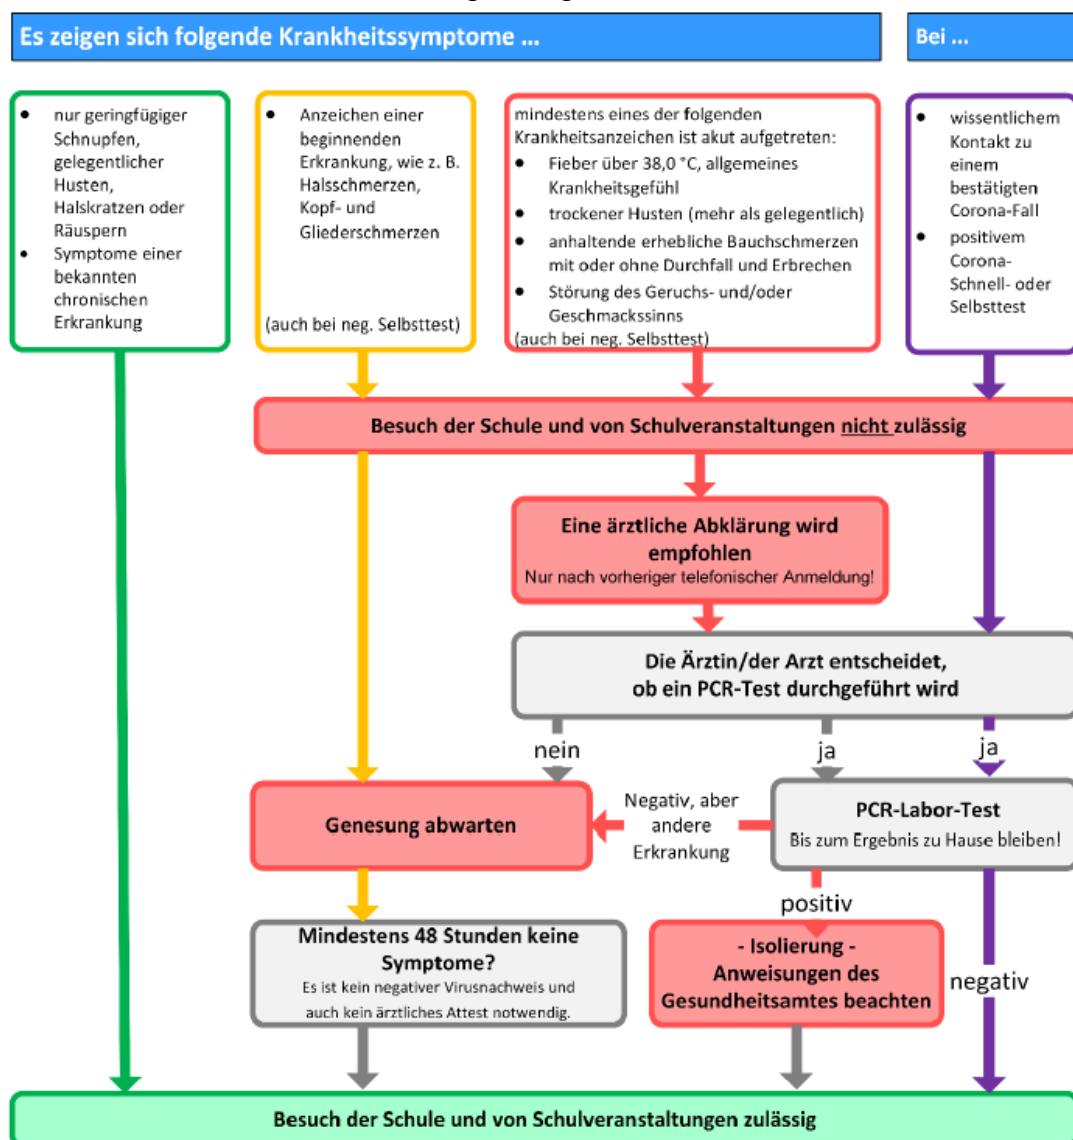 Es zeigen sich folgende Krankheitssymptome ...
Bei ...
• nur geringfügiger
Schnupfen,
gelegentlicher
Husten,
Halskratzen oder
Räuspern
• Symptome einer
bekannten
chronischen
Erkrankung
• Anzeichen einer
beginnenden
Erkrankung, wie z. B.
Halsschmerzen,
Kopf- und
Gliederschmerzen
(auch bei neg. Selbsttest)
mindestens eines der folgenden
Krankheitsanzeichen ist akut aufgetreten:
• Fieber über 38,0 °C, allgemeines
Krankheitsgefühl
• trockener Husten (mehr als gelegentlich)
• anhaltende erhebliche Bauchschmerzen
mit oder ohne Durchfall und Erbrechen
• Störung des Geruchs- und/oder
Geschmackssinns
(auch bei neg. Selbsttest)
• wissentlichem
Kontakt zu
einem
bestätigten
Corona-Fall
• positivem
Corona-
Schnell- oder
Selbsttest
Besuch der Schule und von Schulveranstaltungen nicht zulässig
Eine ärztliche Abklärung wird
empfohlen
Nur nach vorheriger telefonischer Anmeldung!
Die Ärztin/der Arzt entscheidet,
ob ein PCR-Test durchgeführt wird
nein
ja
ja
Genesung abwarten
Negativ, aber
andere
Erkrankung
PCR-Labor-Test
Bis zum Ergebnis zu Hause bleiben!
positiv
Mindestens 48 Stunden keine
Symptome?
Es ist kein negativer Virusnachweis und
auch kein ärztliches Attest notwendig.
- Isolierung -
Anweisungen des
Gesundheitsamtes beachten
negativ
Besuch der Schule und von Schulveranstaltungen zulässig